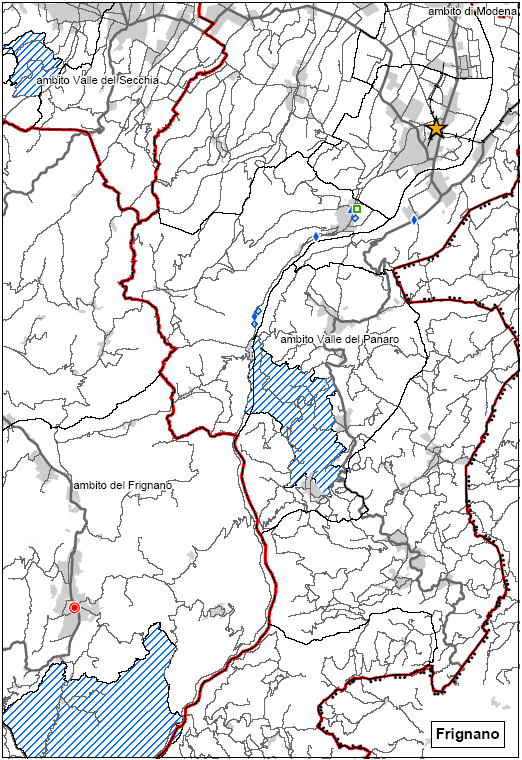 ambito di Modena
ambito Valle del Secchia
ambito Valle del Panaro
ambito del Frignano
Frignano